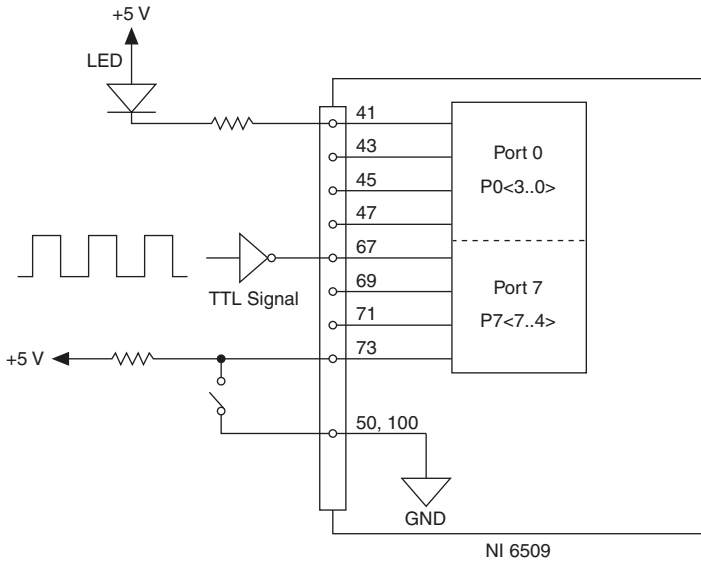 +5 V
LED
41
43
Port 0
45
P0<3..0>
47
67
TTL Signal
69
Port 7
71
P7<7..4>
+5 V
73
50, 100
GND
NI 6509